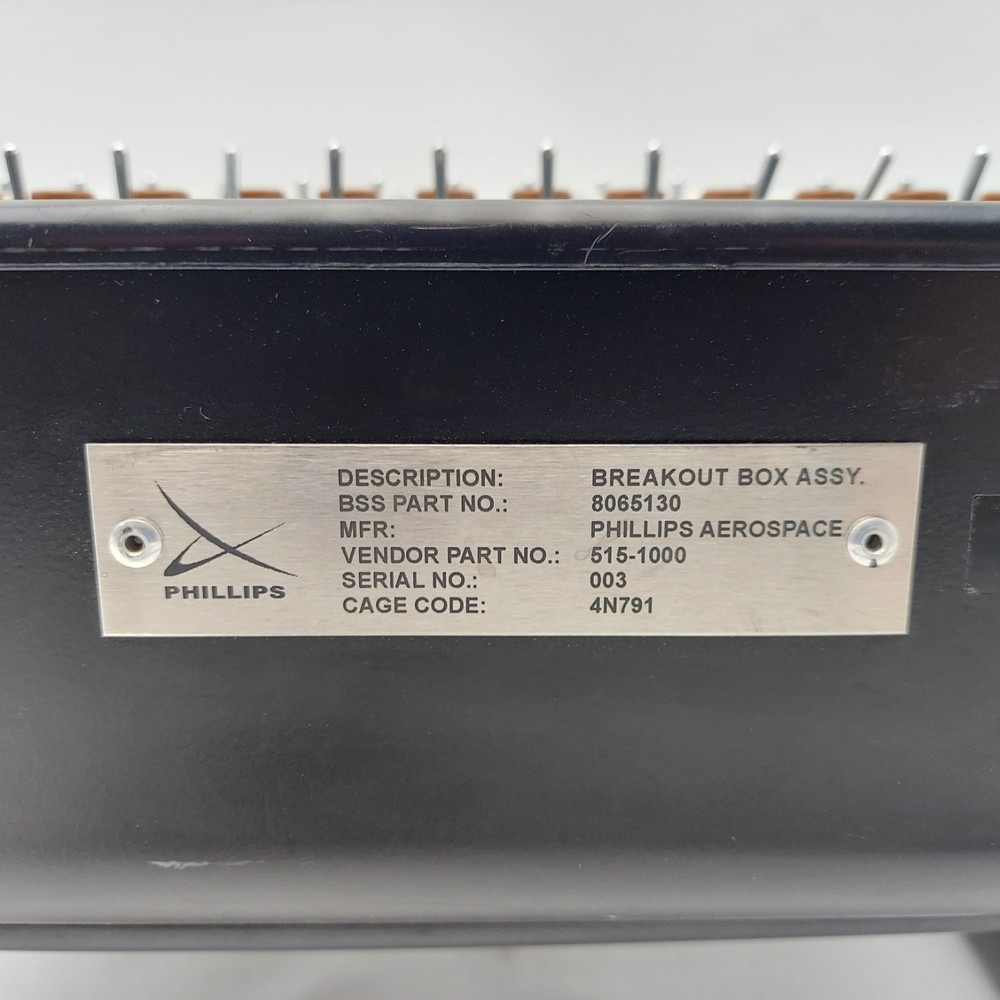 PHILLIPS
DESCRIPTION: BREAKOUT BOX ASSY.
BSS PART NO.: 8065130
MFR: PHILLIPS AEROSPACE
VENDOR PART NO.: 515-1000
SERIAL NO.: 003
CAGE CODE: 4N791